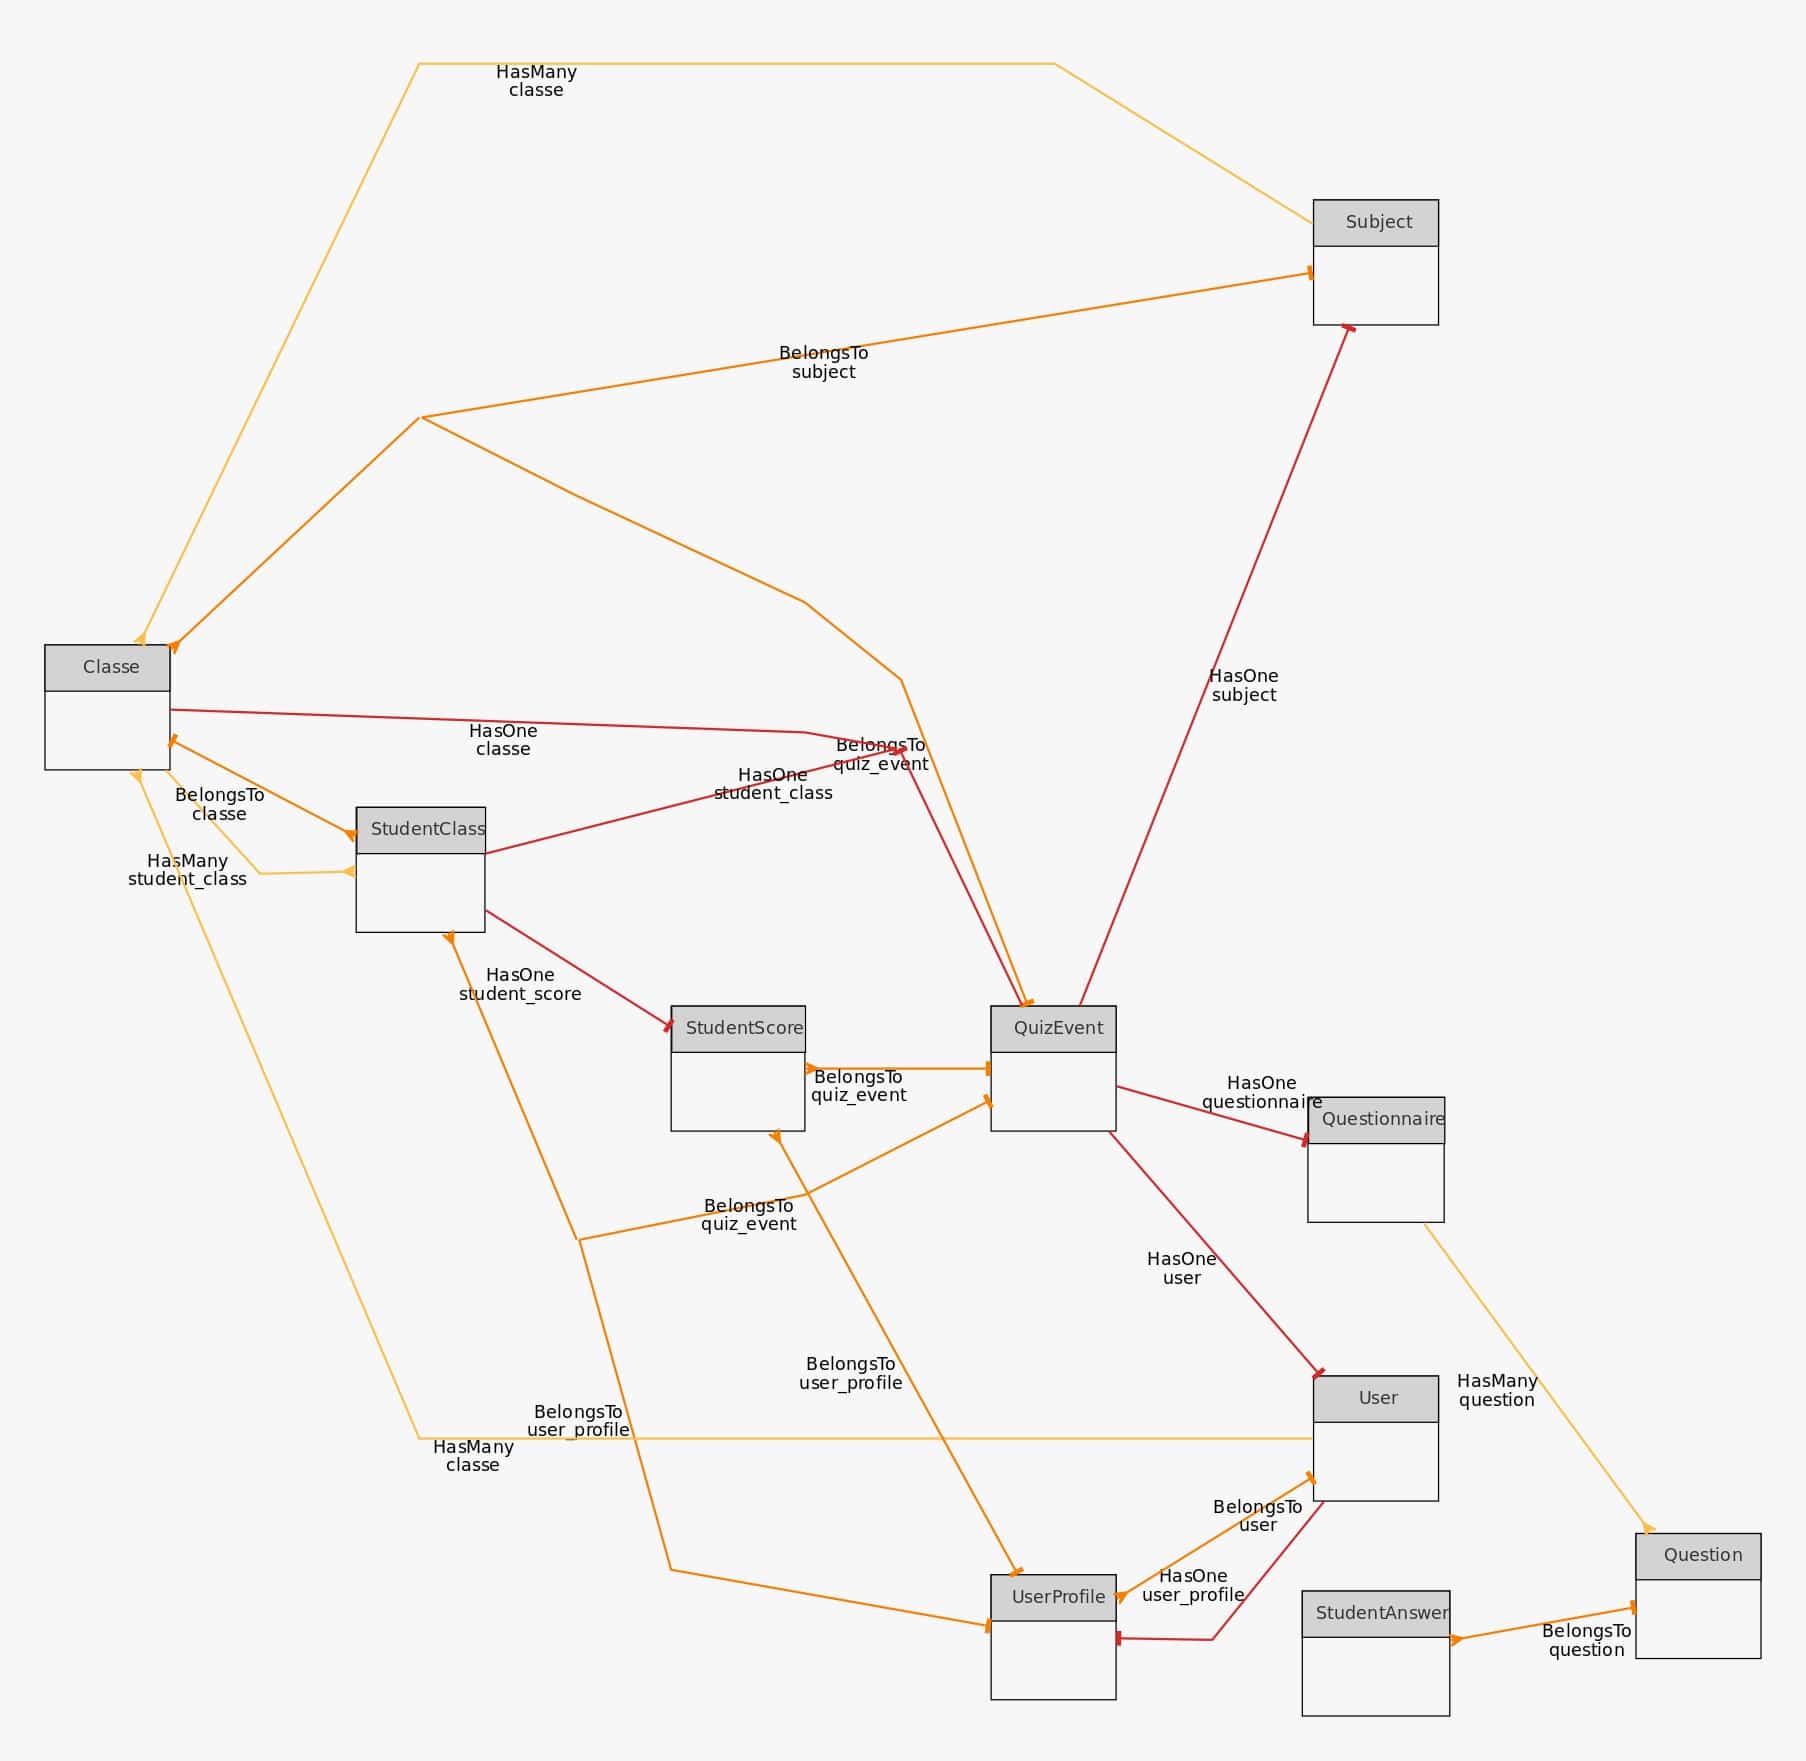 HasMany
classe
Subject
BelongsTo
subject
Classe
HasOne
subject
HasOne
classe
BelongsTo
quiz_event
HasOne
student_class
BelongsTo
classe
StudentClass
HasMany
student_class
HasOne
student_score
StudentScore
QuizEvent
BelongsTo
quiz_event
HasOne
questionnaire
Questionnaire
BelongsTo
quiz_event
HasOne
user
BelongsTo
user_profile
User
HasMany
question
BelongsTo
user_profile
HasMany
classe
BelongsTo
user
Question
HasOne
user_profile
UserProfile
StudentAnswer
BelongsTo
question